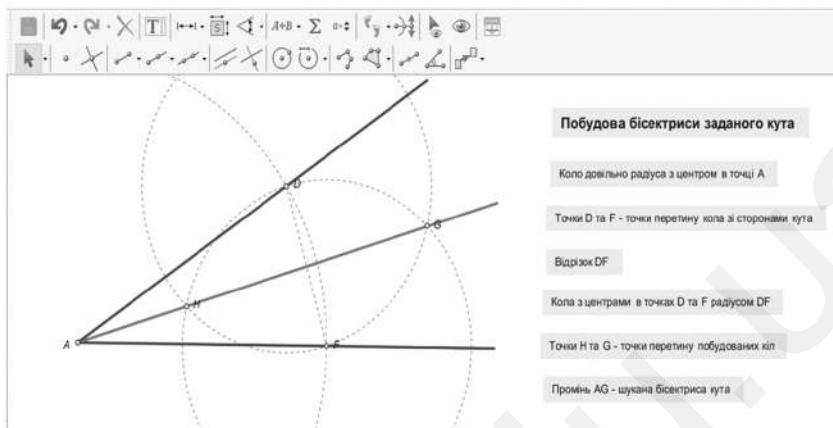 T
S
A+B
Σ
a=
Побудова бісектриси заданого кута
Коло довільно радіуса з центром в точці А
Точки D та F - точки перетину кола зі сторонами кута
Відрізок DF
Кола з центрами в точках D та F радіусом DF
Точки H та G - точки перетину побудованих кіл
Промінь AG - шукана бісектриса кута
D
G
H
A
F